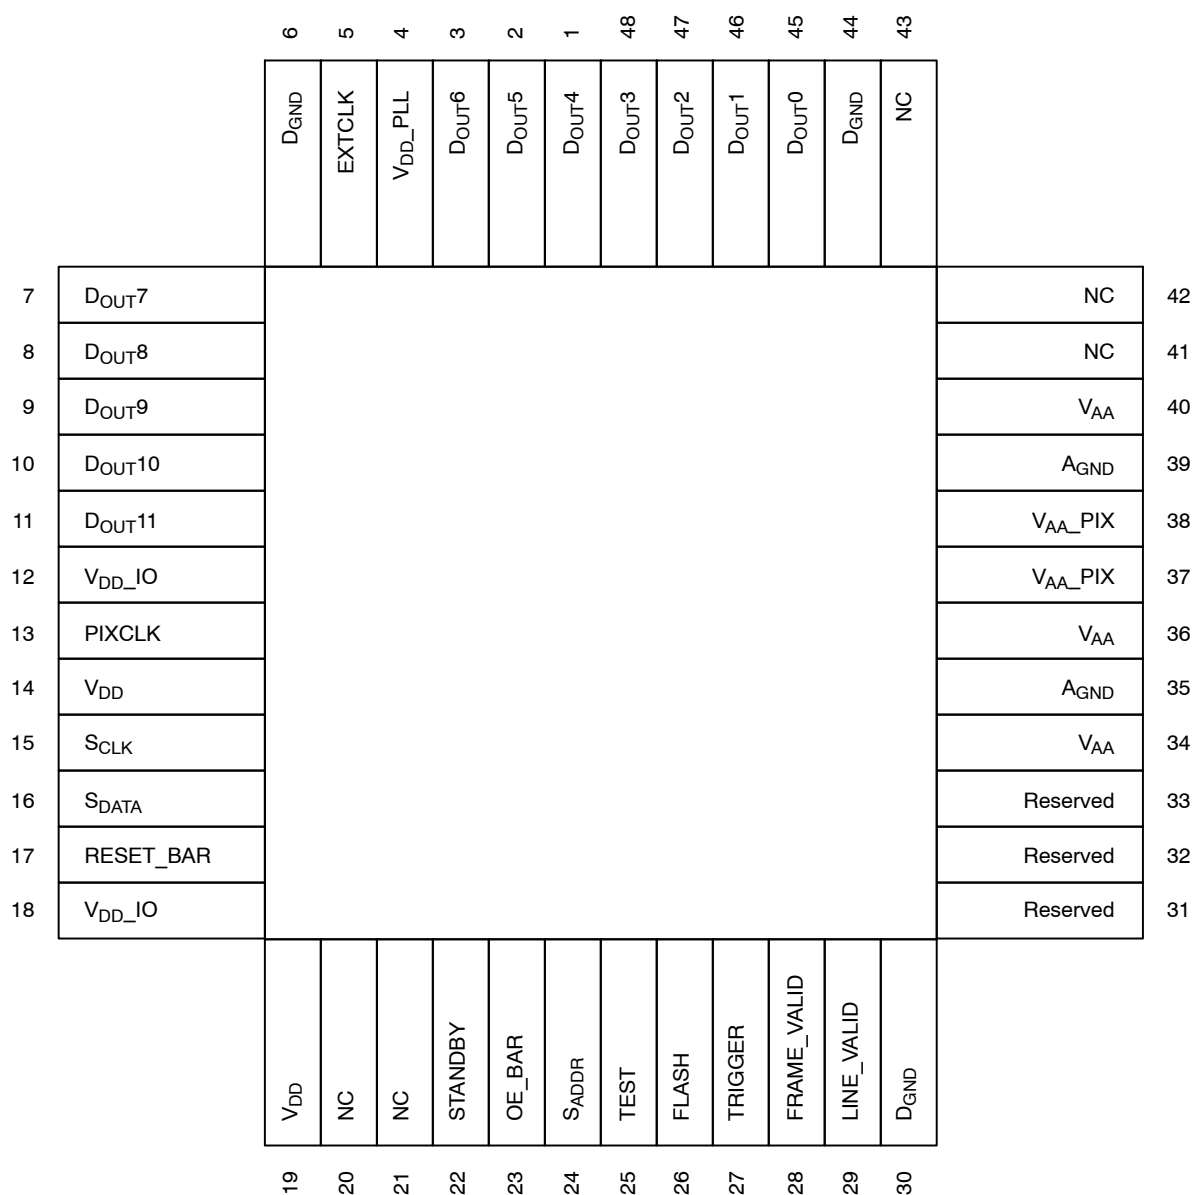 6 5 4 3 2 1 48 47 46 45 44 43
DGND EXTCLK VDD_PLL DOUT6 DOUT5 DOUT4 DOUT3 DOUT2 DOUT1 DOUT0 DGND NC
7 DOUT7 NC 42
8 DOUT8 NC 41
9 DOUT9 VAA 40
10 DOUT10 AGND 39
11 DOUT11 VAA_PIX 38
12 VDD_IO VAA_PIX 37
13 PIXCLK VAA 36
14 VDD AGND 35
15 SCLK VAA 34
16 SDATA Reserved 33
17 RESET_BAR Reserved 32
18 VDD_IO Reserved 31
VDD NC NC STANDBY OE_BAR SADDR TEST FLASH TRIGGER FRAME_VALID LINE_VALID DGND
19 20 21 22 23 24 25 26 27 28 29 30